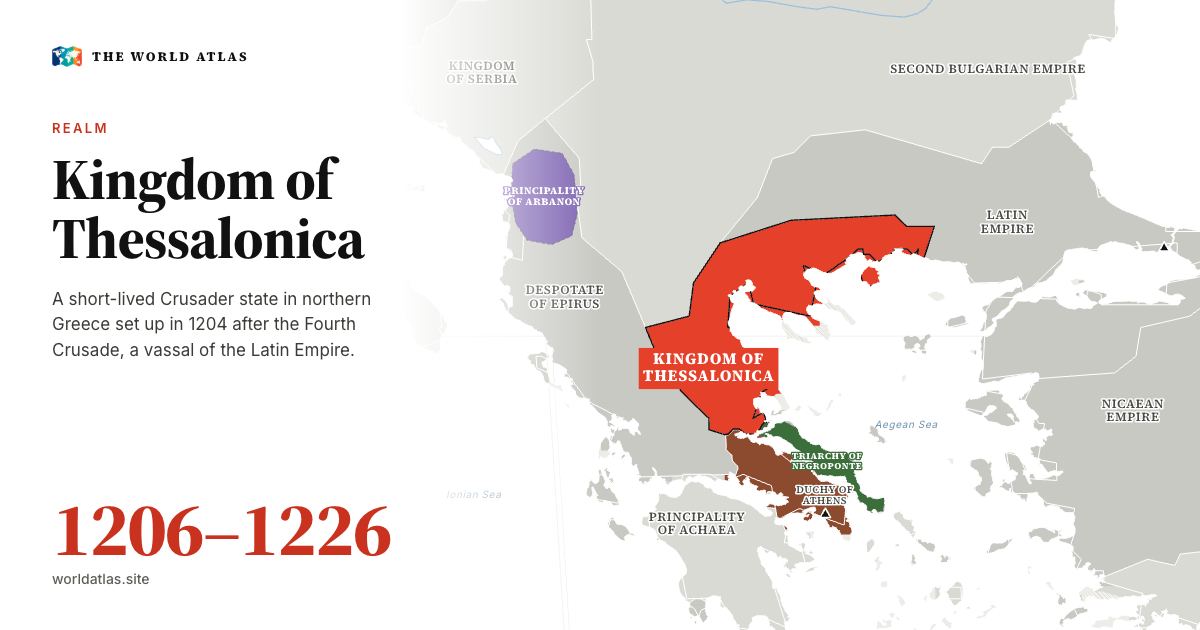 THE WORLD ATLAS
REALM
Kingdom of
Thessalonica
A short-lived Crusader state in northern
Greece set up in 1204 after the Fourth
Crusade, a vassal of the Latin Empire.
1206–1226
worldatlas.site
KINGDOM
OF SERBIA
SECOND BULGARIAN EMPIRE
PRINCIPALITY
OF ARBANON
LATIN
EMPIRE
DESPOTATE
OF EPIRUS
KINGDOM OF
THESSALONICA
NICAEAN
EMPIRE
Aegean Sea
TRIARCHY OF
NEGROPONTE
DUCHY OF
ATHENS
Ionian Sea
PRINCIPALITY
OF ACHAEA